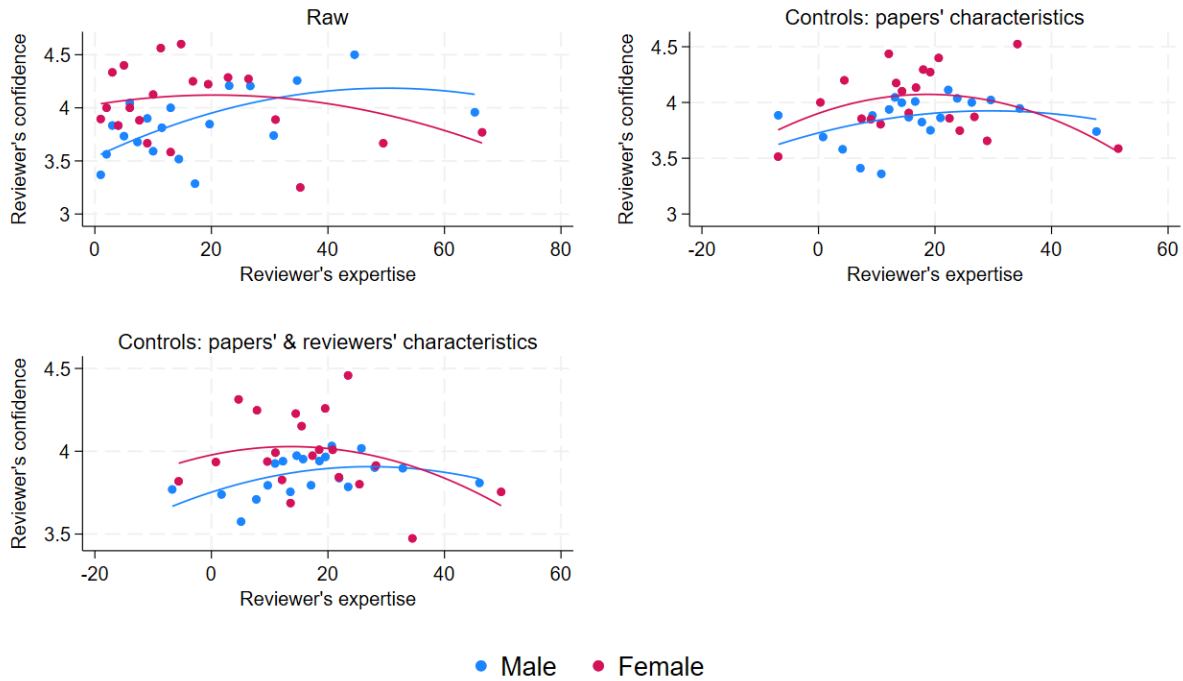 Raw
Reviewer's confidence
4.5
4
3.5
3
0
20
40
60
80
Reviewer's expertise
Controls: papers' characteristics
Reviewer's confidence
4.5
4
3.5
3
-20
0
20
40
60
Reviewer's expertise
Controls: papers' & reviewers' characteristics
Reviewer's confidence
4.5
4
3.5
-20
0
20
40
60
Reviewer's expertise
Male
Female